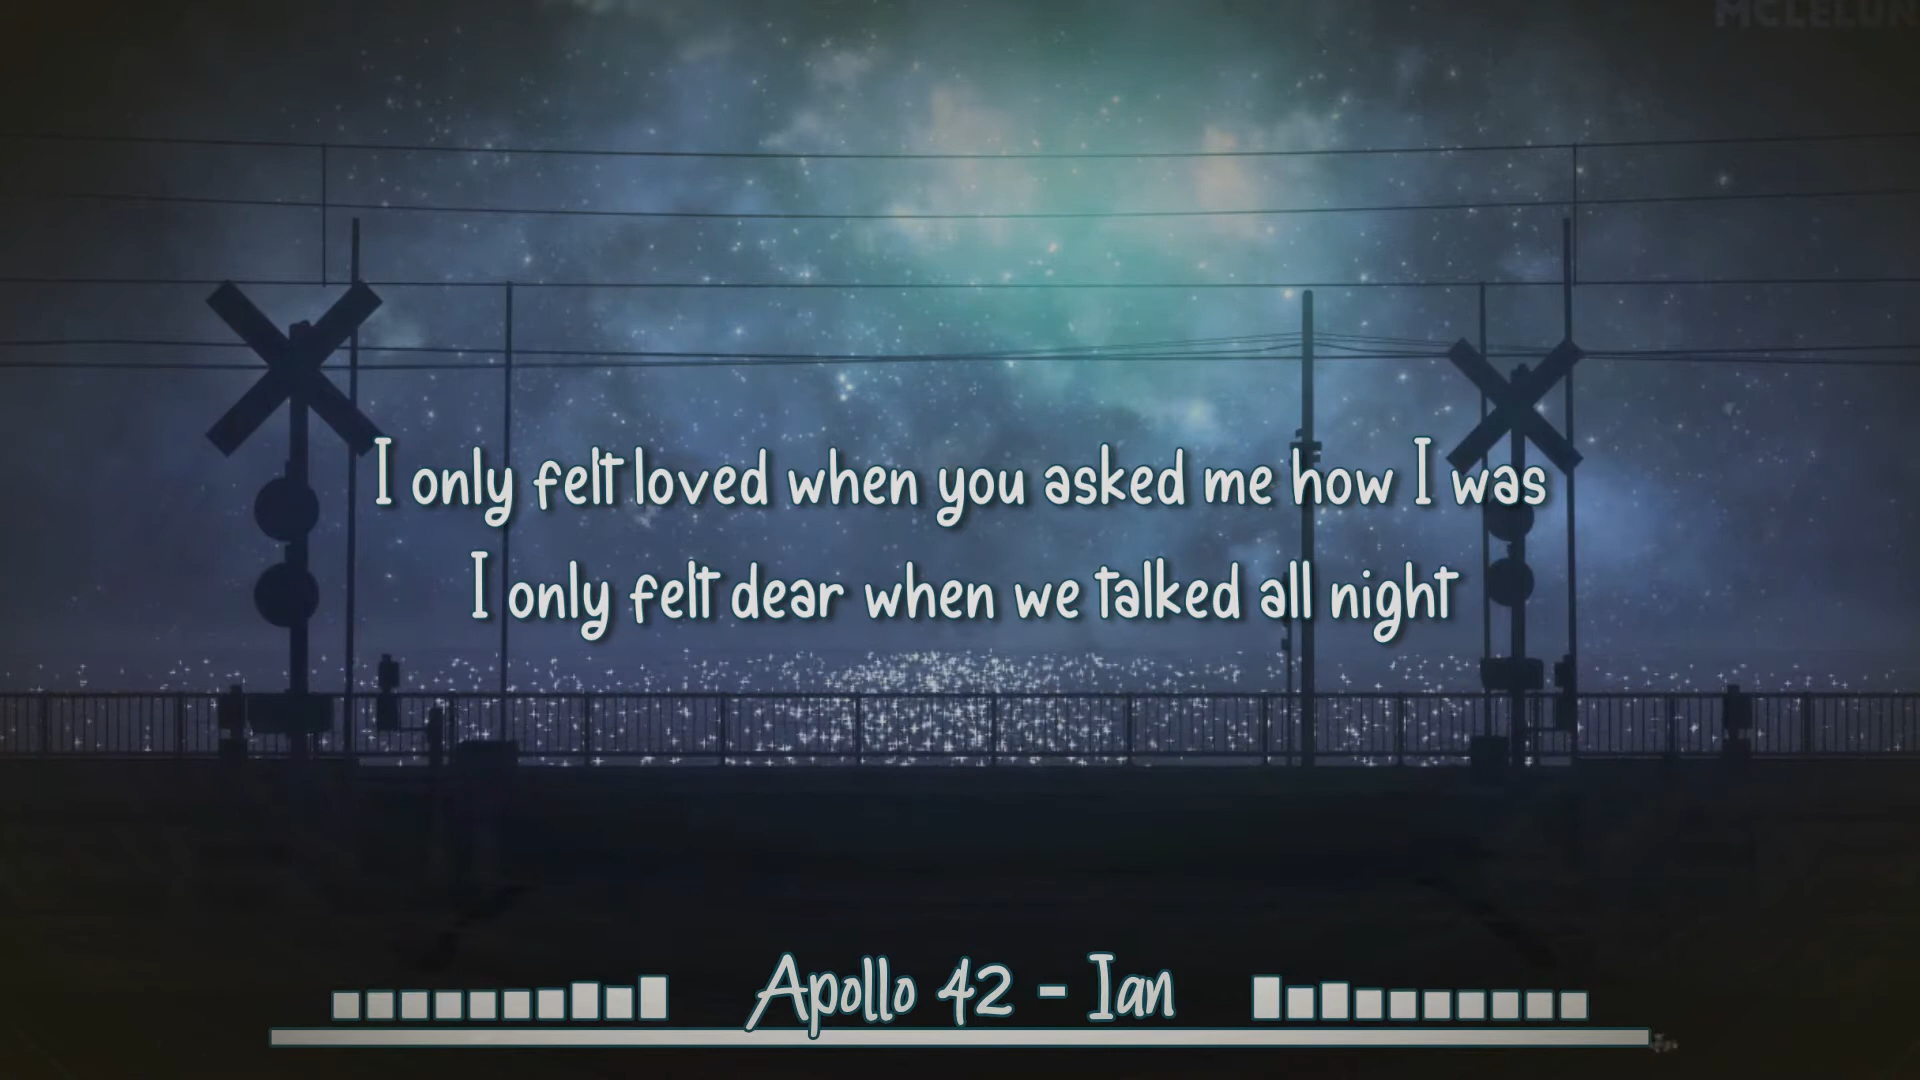 I only felt loved when you asked me how I was
I only felt dear when we talked all night
Apollo 42 - Ian